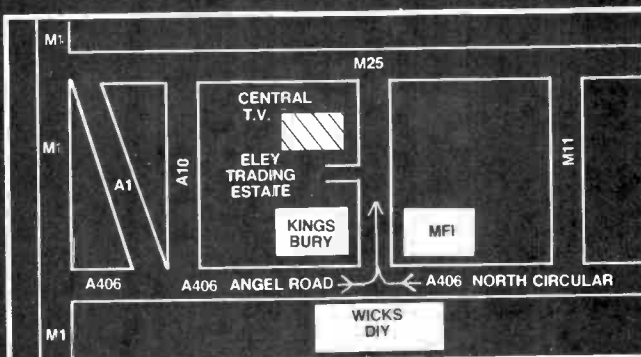 M1
M25
CENTRAL
T.V.
M1
A1
A10
ELEY
TRADING
ESTATE
M11
KINGS
BURY
MFI
A406
A406 ANGEL ROAD
A406 NORTH CIRCULAR
M1
WICKS
DIY